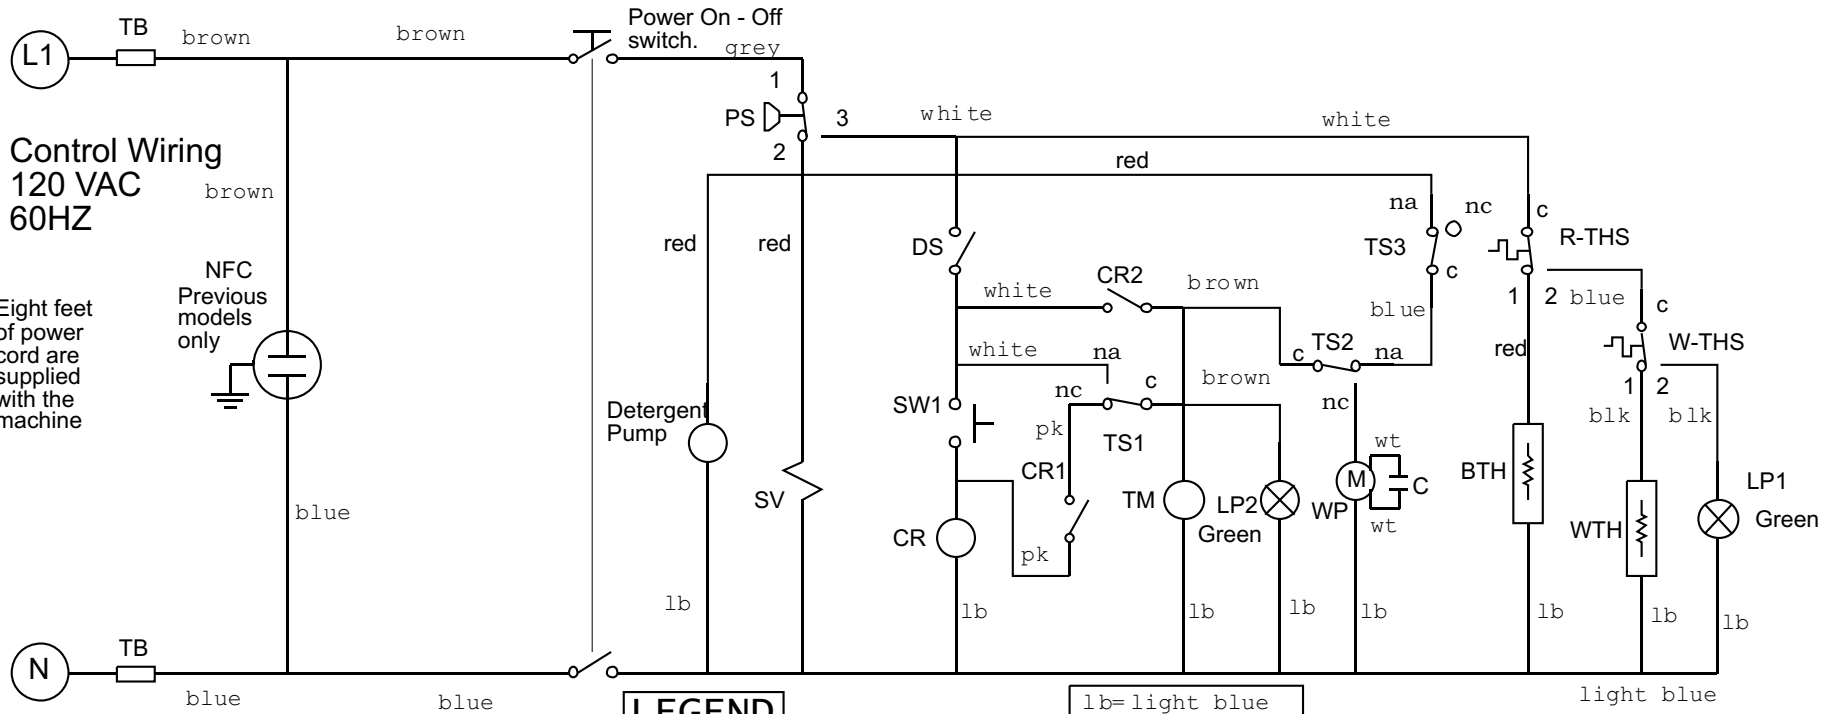 Power On - Off
switch.
TB
brown
brown
grey
L1
1
PS
3
white
white
Control Wiring
120 VAC
60HZ
2
red
brown
na
nc
c
red
red
DS
TS3
R-THS
NFC
Previous
models
only
CR2
c
white
brown
1
2
blue
c
Eight feet
of power
cord are
supplied
with the
machine
blue
TS2
W-THS
white
na
c
na
red
c
brown
1
2
nc
SW1
nc
blk
blk
Detergent
Pump
pk
TS1
wt
CR1
BTH
M
C
LP1
SV
TM
LP2
WP
Green
blue
wt
Green
CR
WTH
pk
lb
lb
lb
lb
lb
lb
lb
lb
TB
N
blue
blue
LEGEND
lb= light blue
light blue